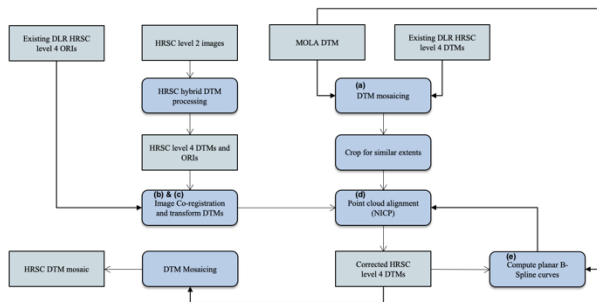 Existing DLR HRSC
level 4 ORIs
HRSC level 2 images
MOLA DTM
Existing DLR HRSC
level 4 DTMs
HRSC hybrid DTM
processing
(a)
DTM mosaicing
HRSC level 4 DTMs and
ORIs
Crop for similar extents
(b) & (c)
Image Co-registration
and transform DTMs
(d)
Point cloud alignment
(NICP)
HRSC DTM mosaic
DTM Mosaicing
Corrected HRSC
level 4 DTMs
(e)
Compute planar B-
Spline curves